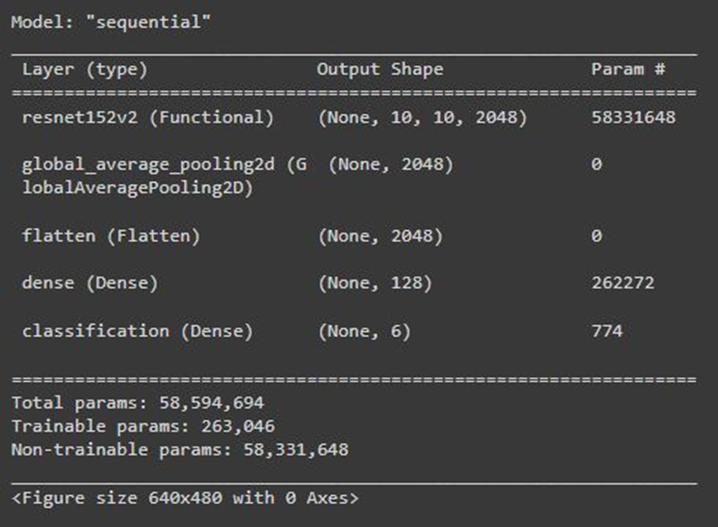 Model: "sequential"
Layer (type) Output Shape Param #
resnet152v2 (Functional) (None, 10, 10, 2048) 58331648
global_average_pooling2d (G (None, 2048) 0
lobalAveragePooling2D)
flatten (Flatten) (None, 2048) 0
dense (Dense) (None, 128) 262272
classification (Dense) (None, 6) 774
Total params: 58,594,694
Trainable params: 263,046
Non-trainable params: 58,331,648
<Figure size 640x480 with 0 Axes>